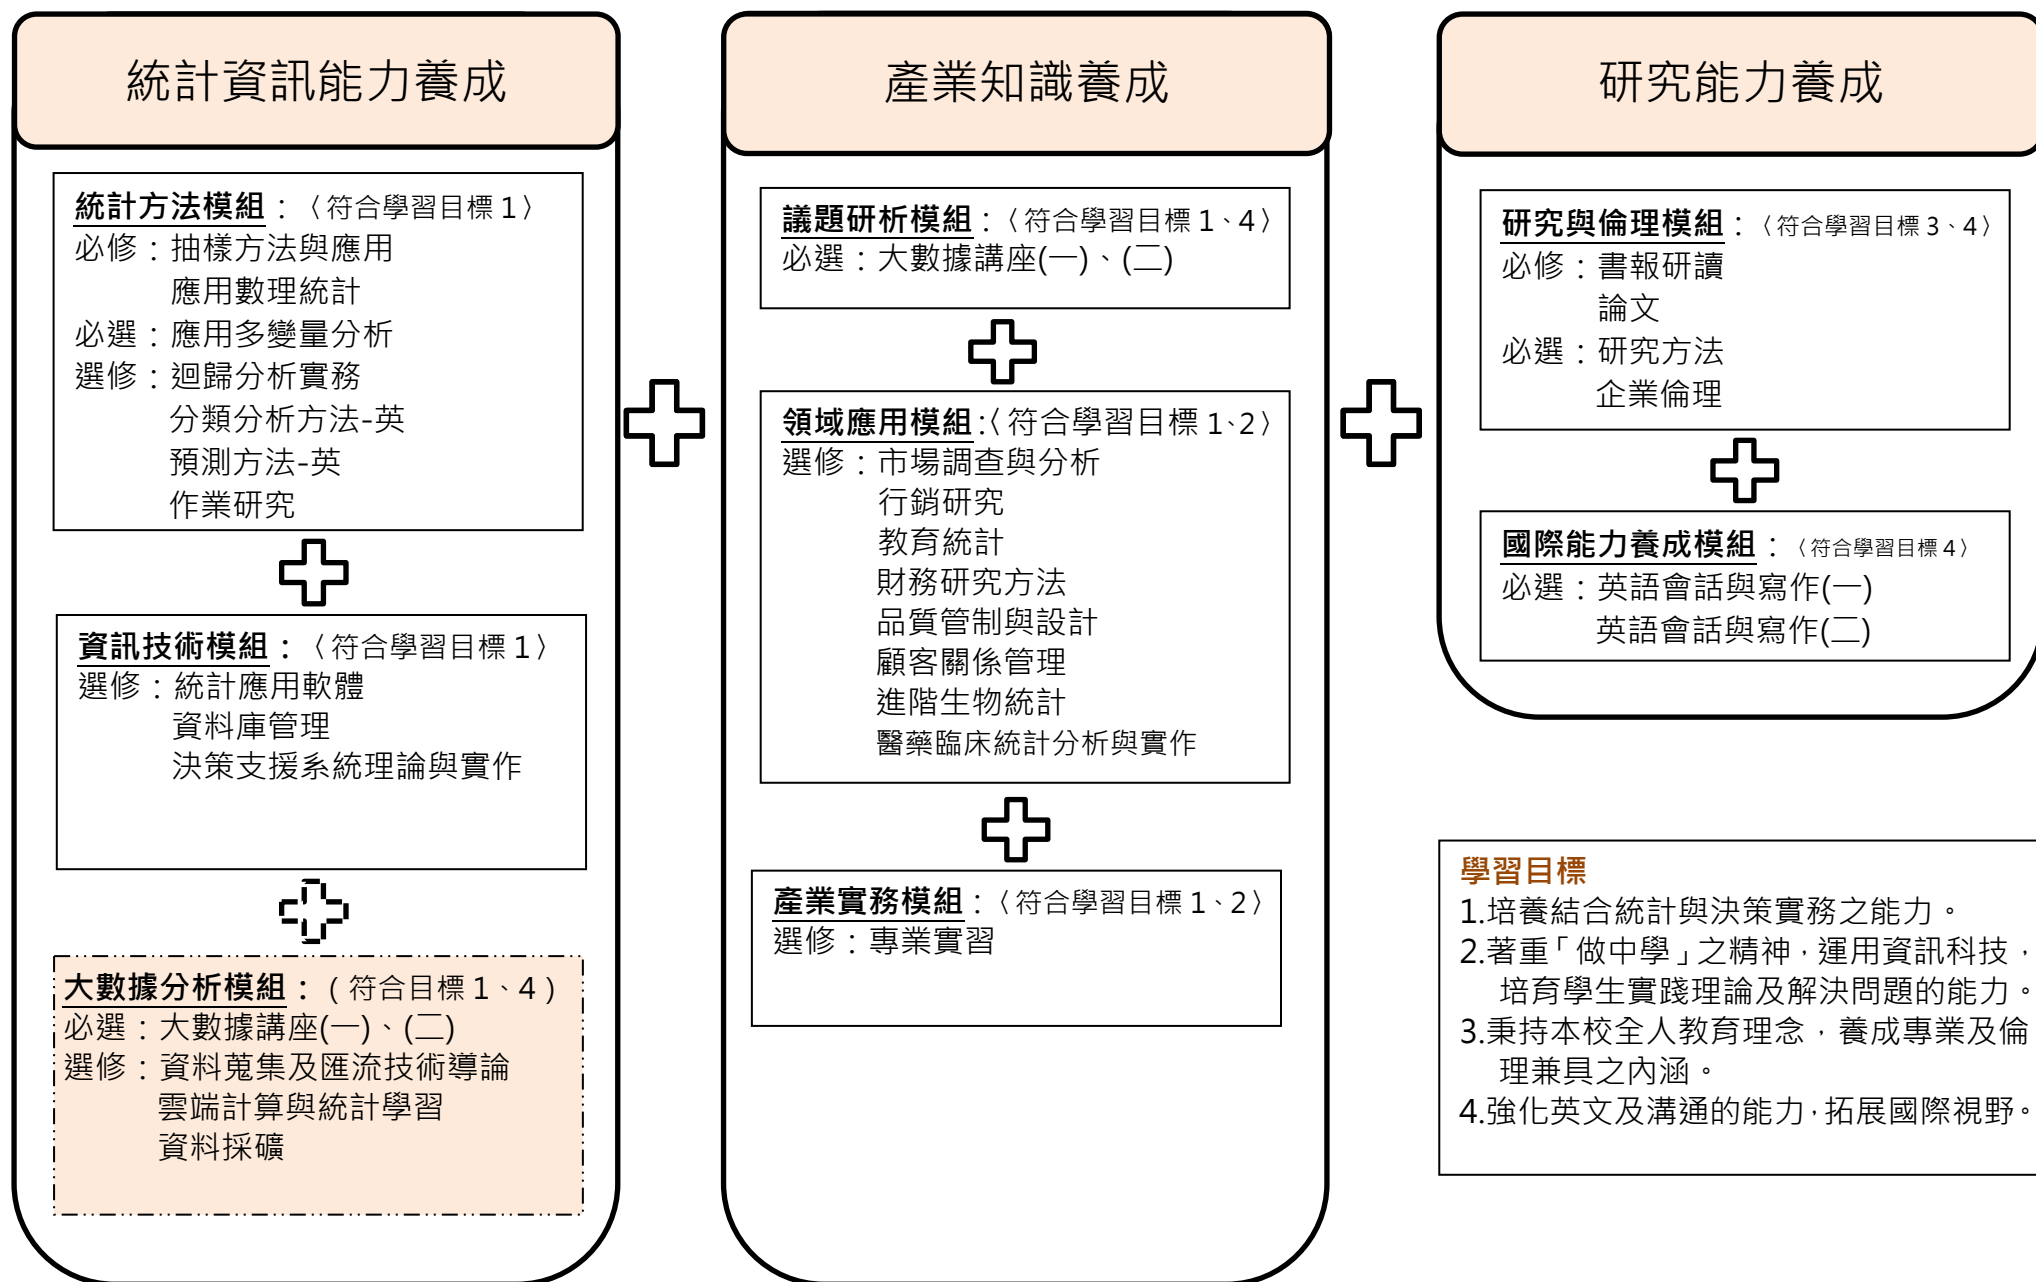 統計資訊能力養成
統計方法模組：〈符合學習目標 1〉
必修：抽樣方法與應用
應用數理統計
必選：應用多變量分析
選修：迴歸分析實務
分類分析方法-英
預測方法-英
作業研究
資訊技術模組：〈符合學習目標 1〉
選修：統計應用軟體
資料庫管理
決策支援系統理論與實作
大數據分析模組：(符合目標 1、4)
必選：大數據講座(一)、(二)
選修：資料蒐集及匯流技術導論
雲端計算與統計學習
資料採礦
產業知識養成
議題研析模組：〈符合學習目標 1、4〉
必選：大數據講座(一)、(二)
領域應用模組：〈符合學習目標 1、2〉
選修：市場調查與分析
行銷研究
教育統計
財務研究方法
品質管制與設計
顧客關係管理
進階生物統計
醫藥臨床統計分析與實作
產業實務模組：〈符合學習目標 1、2〉
選修：專業實習
研究能力養成
研究與倫理模組：〈符合學習目標 3、4〉
必修：書報研讀
論文
必選：研究方法
企業倫理
國際能力養成模組：〈符合學習目標 4〉
必選：英語會話與寫作(一)
英語會話與寫作(二)
學習目標
1.培養結合統計與決策實務之能力。
2.著重「做中學」之精神，運用資訊科技，
培育學生實踐理論及解決問題的能力。
3.秉持本校全人教育理念，養成專業及倫
理兼具之內涵。
4.強化英文及溝通的能力，拓展國際視野。